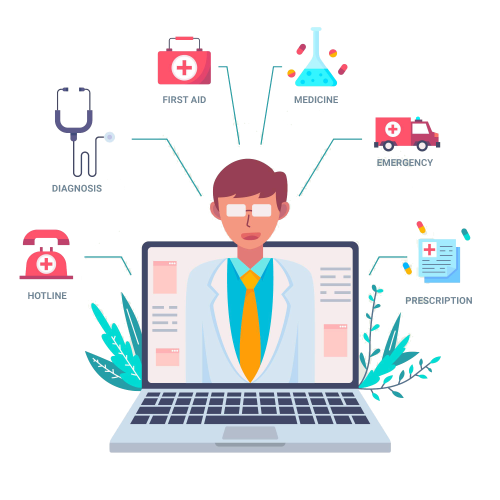 FIRST AID
MEDICINE
EMERGENCY
DIAGNOSIS
HOTLINE
PRESCRIPTION